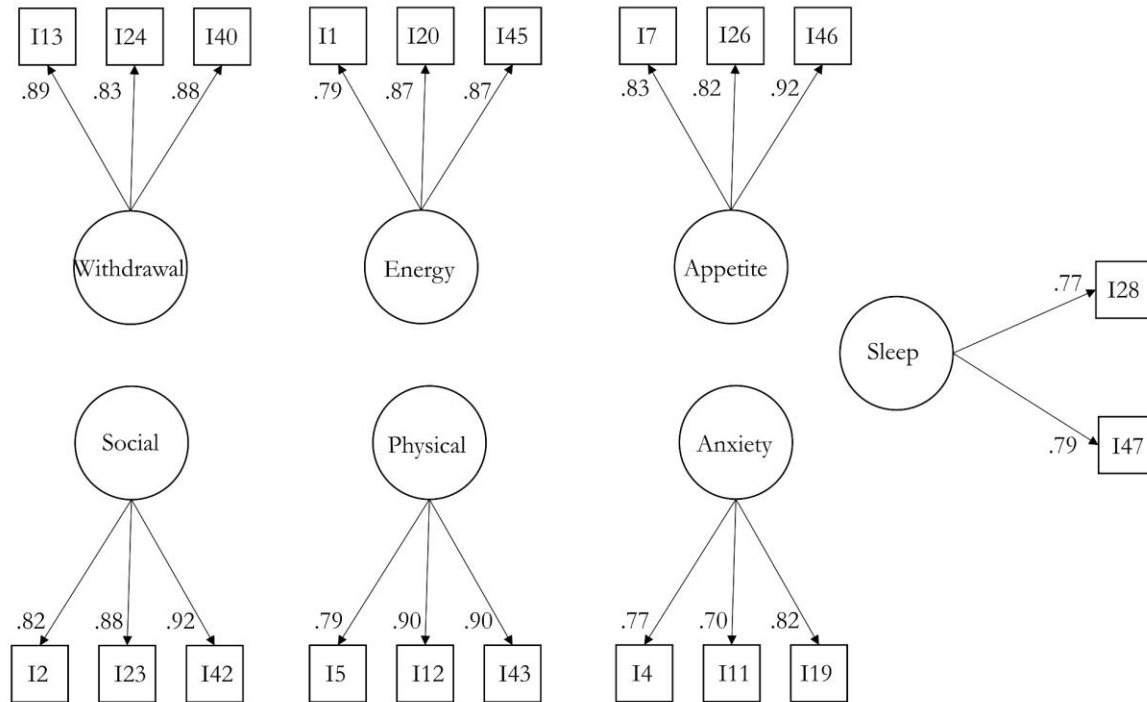 I13 I24 I40 I1 I20 I45 I7 I26 I46
.89 .83 .88 .79 .87 .87 .83 .82 .92
Withdrawal Energy Appetite
.77 I28
Sleep
.79 I47
Social Physical Anxiety
.82 .88 .92 .79 .90 .90 .77 .70 .82
I2 I23 I42 I5 I12 I43 I4 I11 I19